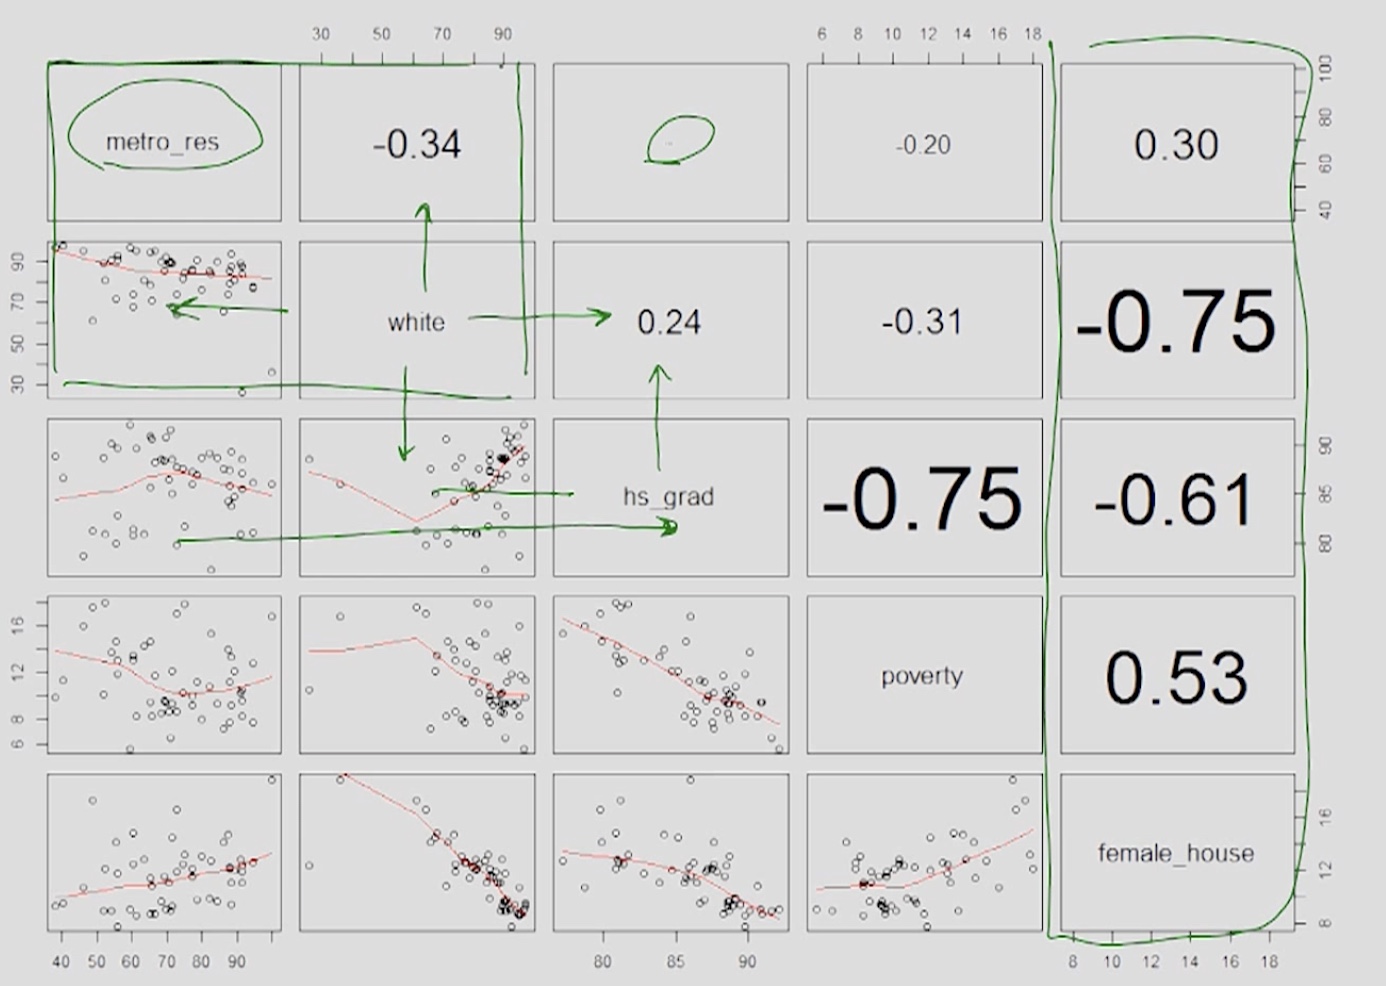 30 50 70 90 6 8 10 12 14 16 18
metro_res -0.34 -0.20 0.30
40 60 80 100
90 70 50 30
white 0.24 -0.31 -0.75
hs_grad -0.75 -0.61
80 85 90
16 12 8 6
poverty 0.53
female_house
8 12 16
40 50 60 70 80 90 80 85 90 8 10 12 14 16 18